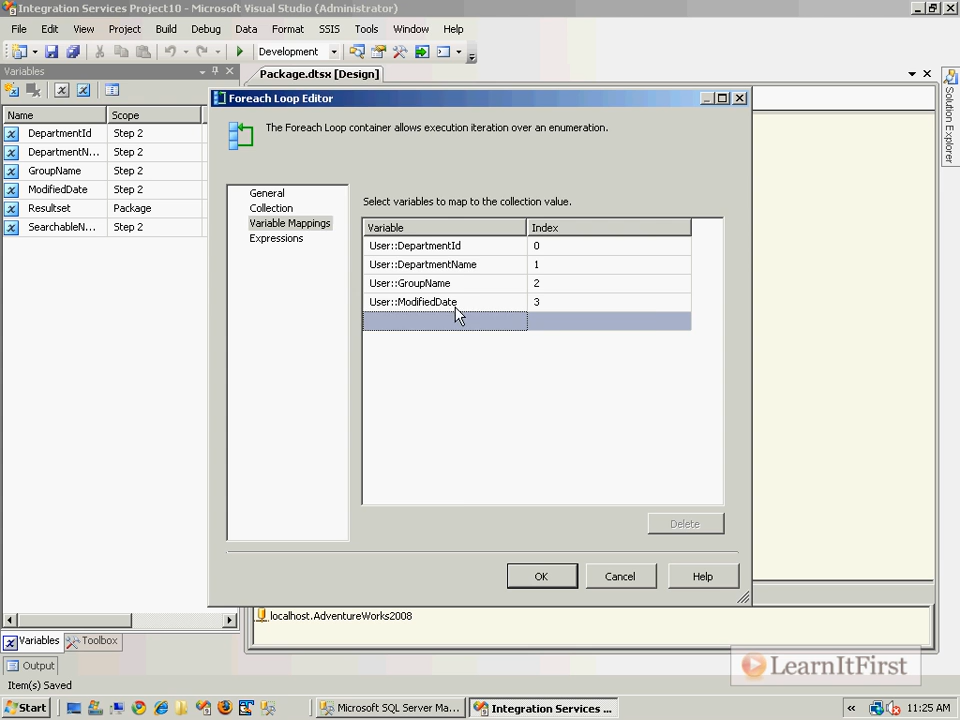 Integration Services Project10 - Microsoft Visual Studio (Administrator)
File Edit View Project Build Debug Data Format SSIS Tools Window Help
Development
Variables
Package.dtsx [Design]
Name Scope
DepartmentId Step 2
DepartmentN... Step 2
GroupName Step 2
ModifiedDate Step 2
Resultset Package
SearchableN... Step 2
Foreach Loop Editor
The Foreach Loop container allows execution iteration over an enumeration.
General
Collection
Variable Mappings
Expressions
Select variables to map to the collection value.
Variable Index
User::DepartmentId 0
User::DepartmentName 1
User::GroupName 2
User::ModifiedDate 3
Delete
OK Cancel Help
Solution Explorer
localhost.AdventureWorks2008
Variables Toolbox
Output
Item(s) Saved
LearnItFirst
Start Microsoft SQL Server Ma... Integration Services ... 11:25 AM